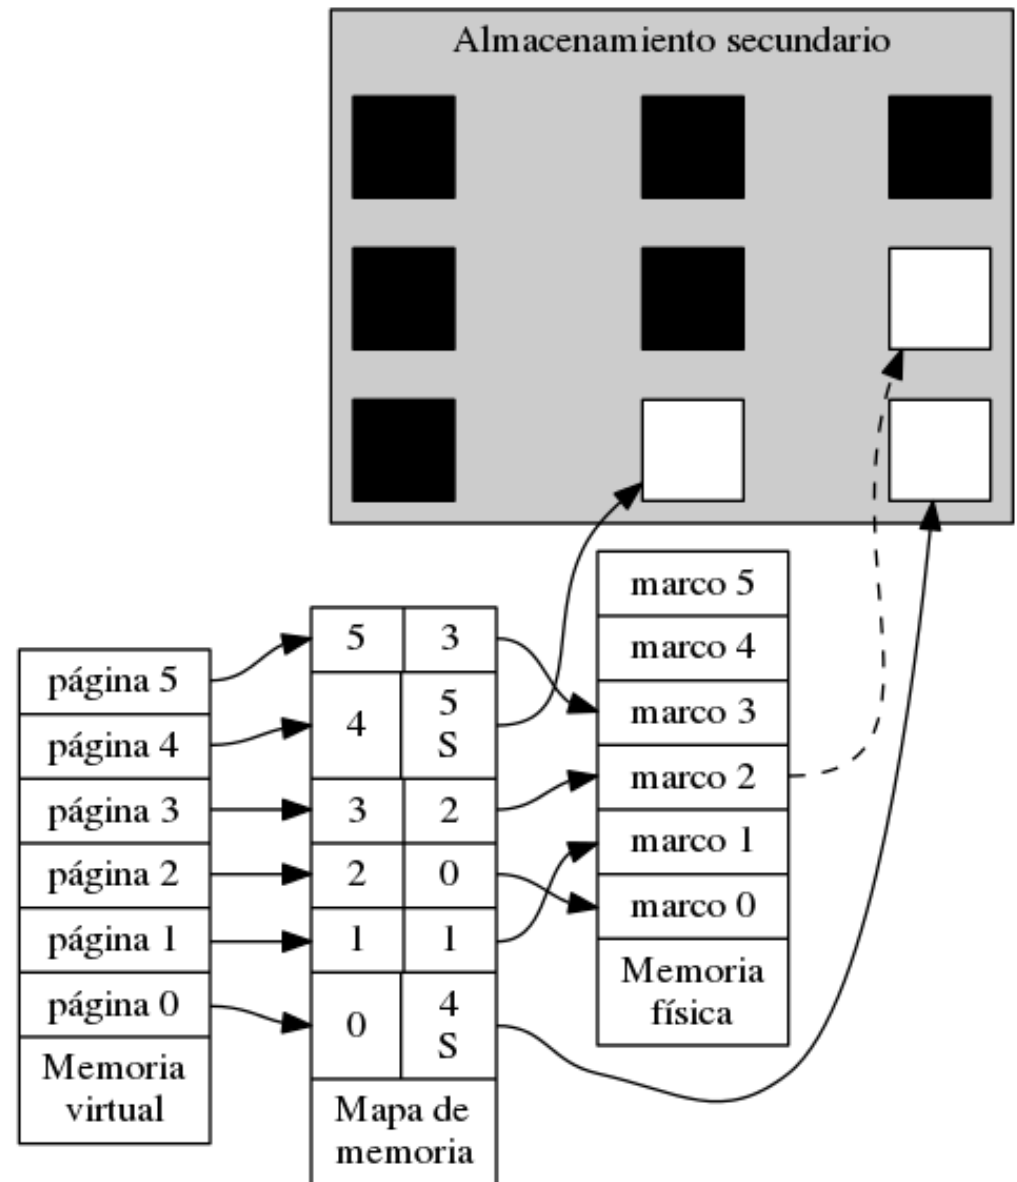 Almacenamiento secundario
página 5
página 4
página 3
página 2
página 1
página 0
Memoria
virtual
5 3
4 5
S
3 2
2 0
1 1
0 4
S
Mapa de
memoria
marco 5
marco 4
marco 3
marco 2
marco 1
marco 0
Memoria
física